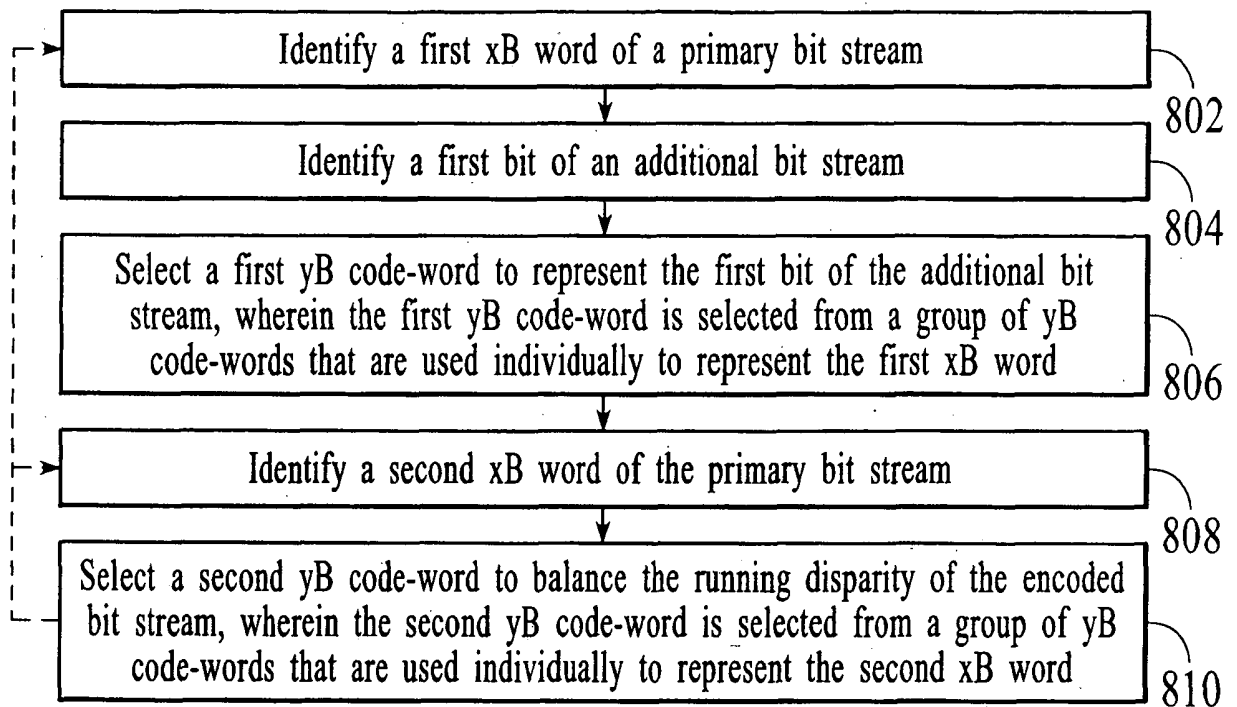 Identify a first xB word of a primary bit stream
802
Identify a first bit of an additional bit stream
804
Select a first yB code-word to represent the first bit of the additional bit
stream, wherein the first yB code-word is selected from a group of yB
code-words that are used individually to represent the first xB word
806
Identify a second xB word of the primary bit stream
808
Select a second yB code-word to balance the running disparity of the encoded
bit stream, wherein the second yB code-word is selected from a group of yB
code-words that are used individually to represent the second xB word
810